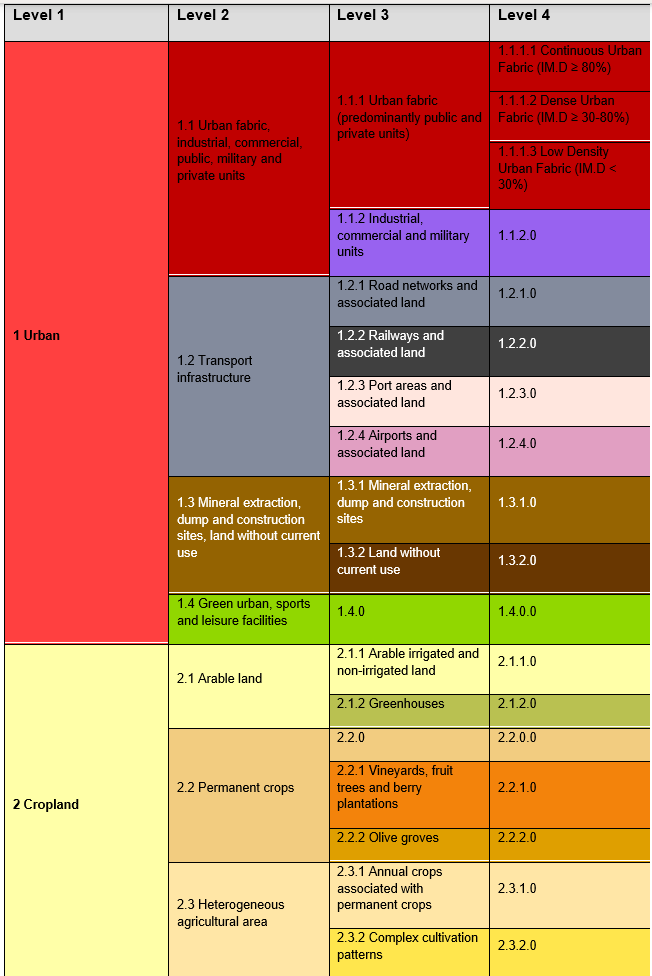 Level 1
Level 2
Level 3
Level 4
1 Urban
1.1 Urban fabric,
industrial, commercial,
public, military and
private units
1.1.1 Urban fabric
(predominantly public and
private units)
1.1.1.1 Continuous Urban
Fabric (IM.D ≥ 80%)
1.1.1.2 Dense Urban
Fabric (IM.D ≥ 30-80%)
1.1.1.3 Low Density
Urban Fabric (IM.D <
30%)
1.1.2 Industrial,
commercial and military
units
1.1.2.0
1.2 Transport
infrastructure
1.2.1 Road networks and
associated land
1.2.1.0
1.2.2 Railways and
associated land
1.2.2.0
1.2.3 Port areas and
associated land
1.2.3.0
1.2.4 Airports and
associated land
1.2.4.0
1.3 Mineral extraction,
dump and construction
sites, land without current
use
1.3.1 Mineral extraction,
dump and construction
sites
1.3.1.0
1.3.2 Land without
current use
1.3.2.0
1.4 Green urban, sports
and leisure facilities
1.4.0
1.4.0.0
2 Cropland
2.1 Arable land
2.1.1 Arable irrigated and
non-irrigated land
2.1.1.0
2.1.2 Greenhouses
2.1.2.0
2.2 Permanent crops
2.2.0
2.2.0.0
2.2.1 Vineyards, fruit
trees and berry
plantations
2.2.1.0
2.2.2 Olive groves
2.2.2.0
2.3 Heterogeneous
agricultural area
2.3.1 Annual crops
associated with
permanent crops
2.3.1.0
2.3.2 Complex cultivation
patterns
2.3.2.0